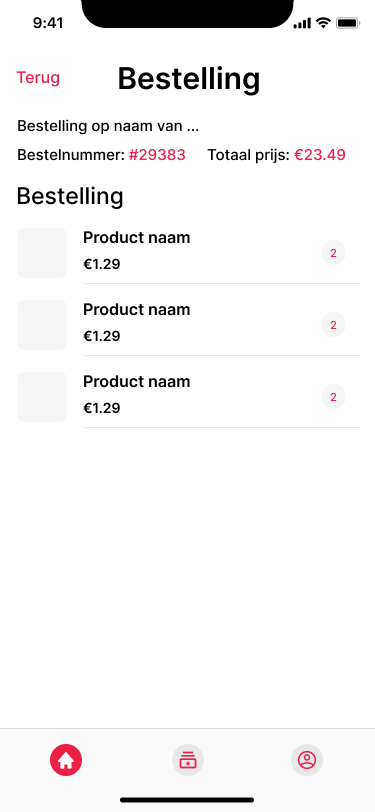 9:41
Terug
Bestelling
Bestelling op naam van ...
Bestelnummer: #29383 Totaal prijs: €23.49
Bestelling
Product naam
€1.29
2
Product naam
€1.29
2
Product naam
€1.29
2